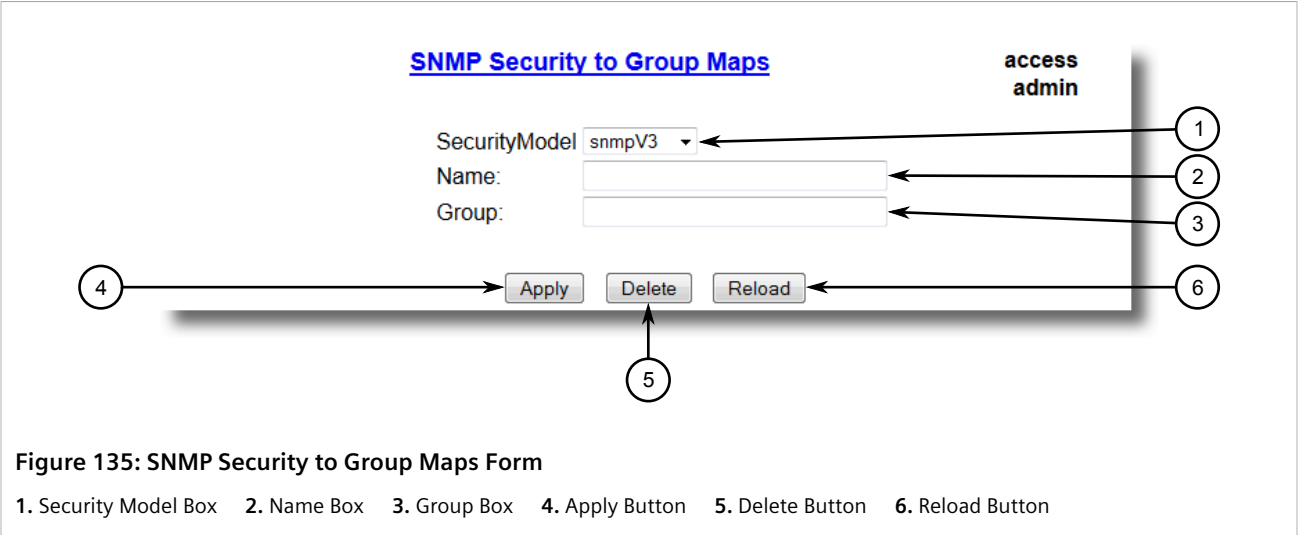 SNMP Security to Group Maps
access
admin
SecurityModel snmpV3
1
Name:
2
Group:
3
4
Apply Delete Reload
6
5
Figure 135: SNMP Security to Group Maps Form
1. Security Model Box 2. Name Box 3. Group Box 4. Apply Button 5. Delete Button 6. Reload Button